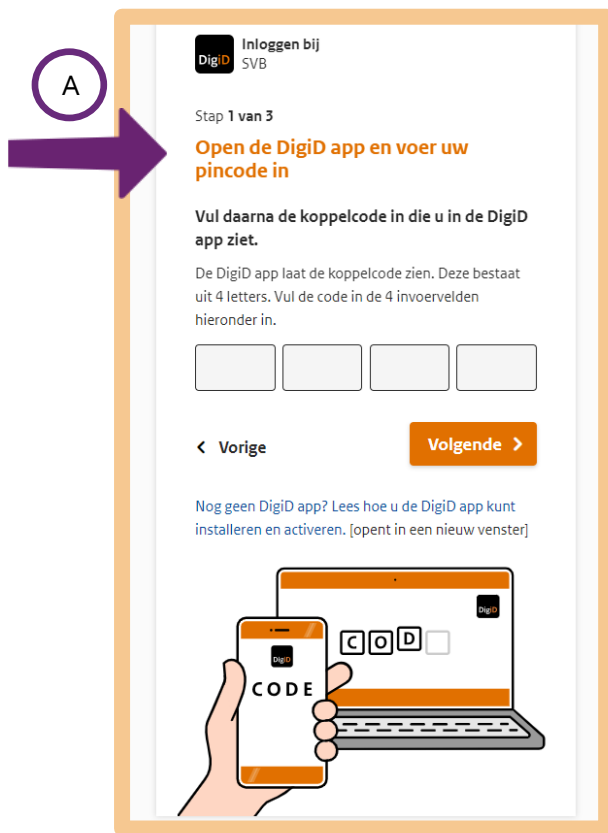 DigiD
Inloggen bij
SVB
A
Stap 1 van 3
Open de DigiD app en voer uw
pincode in
Vul daarna de koppelcode in die u in de DigiD
app ziet.
De DigiD app laat de koppelcode zien. Deze bestaat
uit 4 letters. Vul de code in de 4 invoervelden
hieronder in.
Vorige
Volgende
Nog geen DigiD app? Lees hoe u de DigiD app kunt
installeren en activeren. [opent in een nieuw venster]
DigiD
C O D
DigiD
CODE